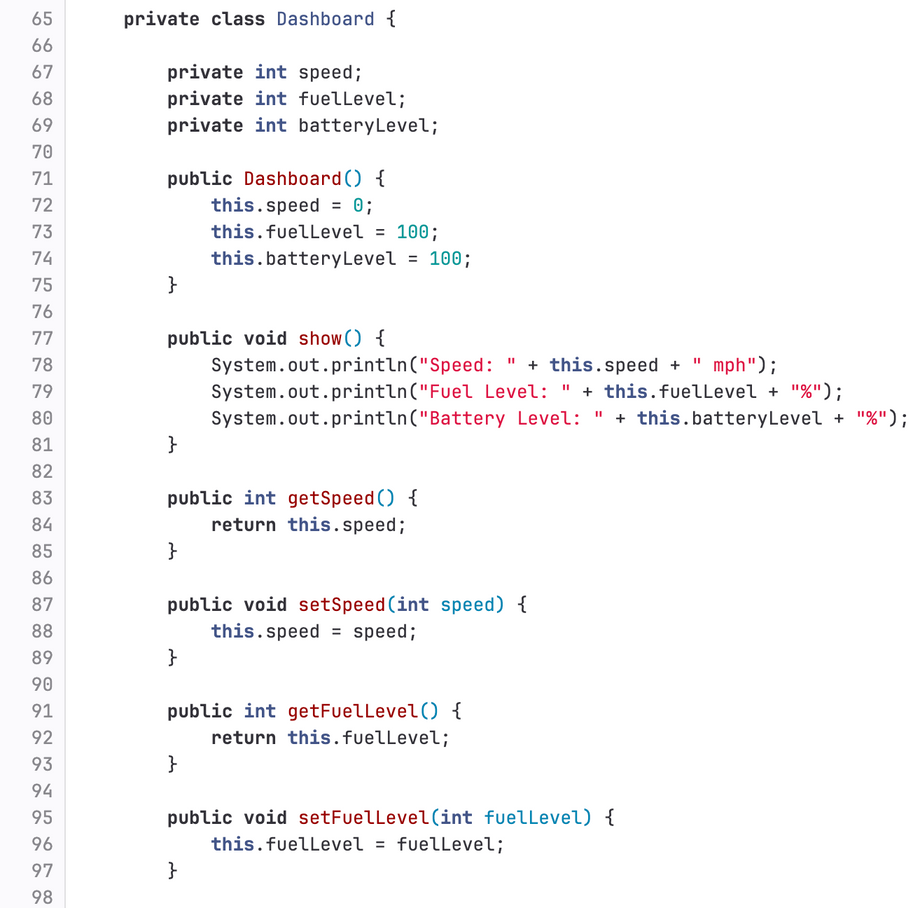 65 private class Dashboard {
66
67 private int speed;
68 private int fuelLevel;
69 private int batteryLevel;
70
71 public Dashboard() {
72 this.speed = 0;
73 this.fuelLevel = 100;
74 this.batteryLevel = 100;
75 }
76
77 public void show() {
78 System.out.println("Speed: " + this.speed + " mph");
79 System.out.println("Fuel Level: " + this.fuelLevel + "%");
80 System.out.println("Battery Level: " + this.batteryLevel + "%");
81 }
82
83 public int getSpeed() {
84 return this.speed;
85 }
86
87 public void setSpeed(int speed) {
88 this.speed = speed;
89 }
90
91 public int getFuelLevel() {
92 return this.fuelLevel;
93 }
94
95 public void setFuelLevel(int fuelLevel) {
96 this.fuelLevel = fuelLevel;
97 }
98